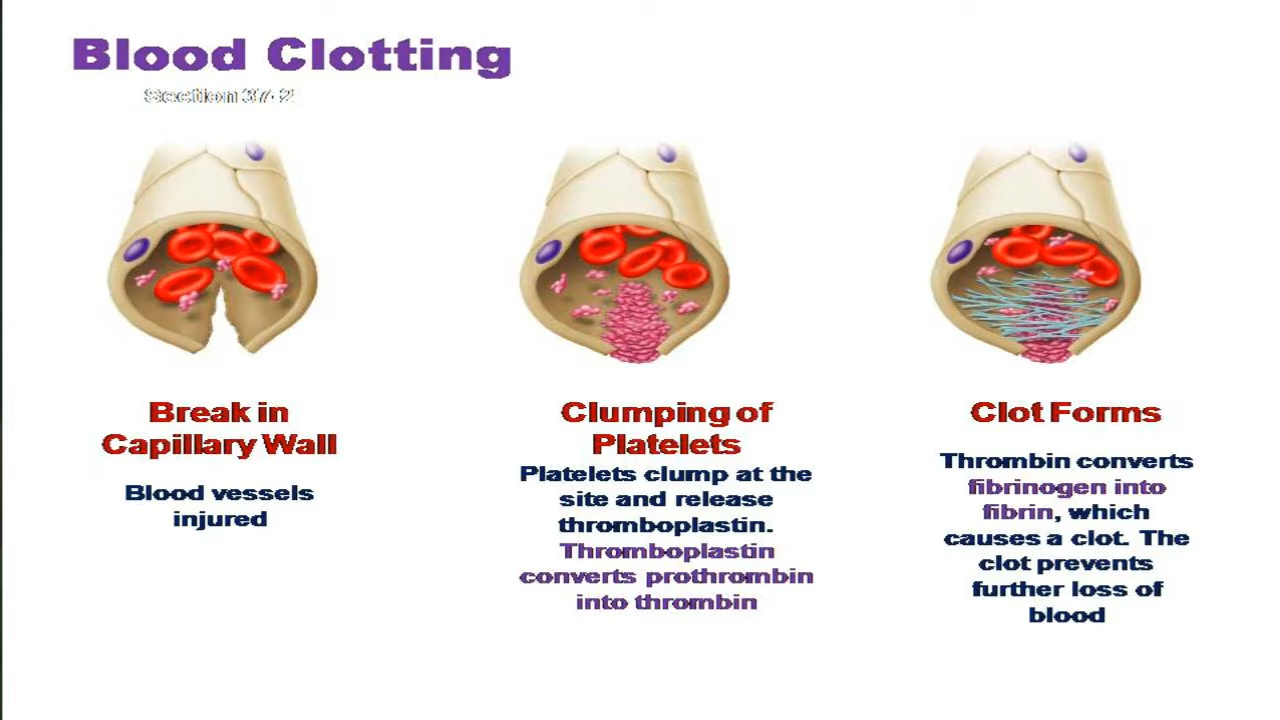 Blood Clotting
Section 37-2
Break in
Capillary Wall
Blood vessels
injured
Clumping of
Platelets
Platelets clump at the
site and release
thromboplastin.
Thromboplastin
converts prothrombin
into thrombin
Clot Forms
Thrombin converts
fibrinogen into
fibrin, which
causes a clot. The
clot prevents
further loss of
blood